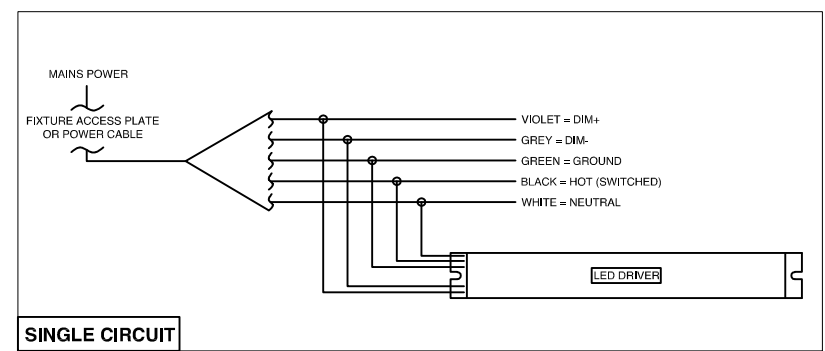 MAINS POWER
FIXTURE ACCESS PLATE
OR POWER CABLE
VIOLET = DIM+
GREY = DIM-
GREEN = GROUND
BLACK = HOT (SWITCHED)
WHITE = NEUTRAL
LED DRIVER
SINGLE CIRCUIT